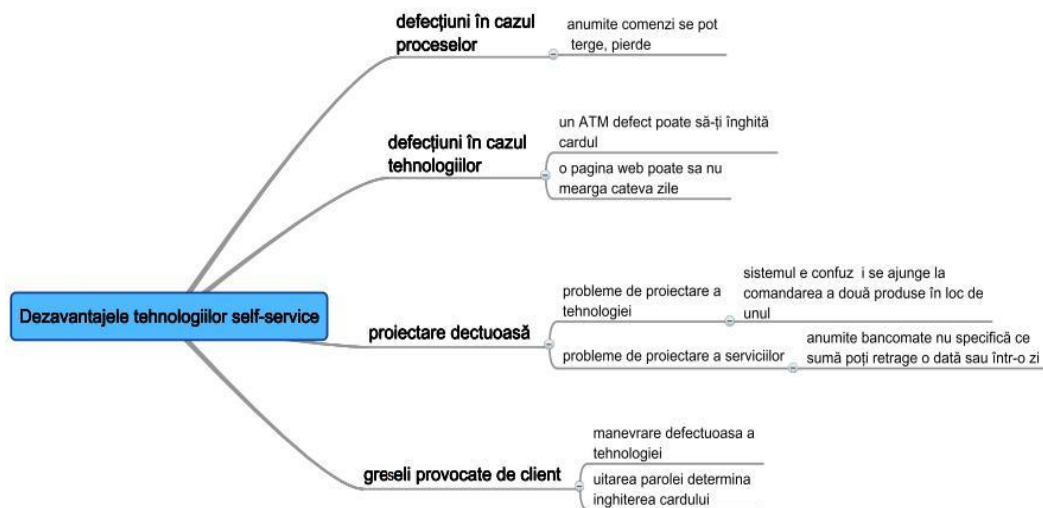 defecțiuni în cazul
proceselor
anumite comenzi se pot
terge, pierde
defecțiuni în cazul
tehnologiilor
un ATM defect poate să-ți înghită
cardul
o pagina web poate sa nu
mearga cateva zile
Dezavantajele tehnologiilor self-service
proiectare dectuoasă
probleme de proiectare a
tehnologiei
sistemul e confuz i se ajunge la
comandarea a două produse în loc de
unul
probleme de proiectare a serviciilor
anumite bancomate nu specifică ce
sumă poți retrage o dată sau într-o zi
greseli provocate de client
manevrare defectuoasa a
tehnologiei
uitarea parolei determina
inghiterea cardului